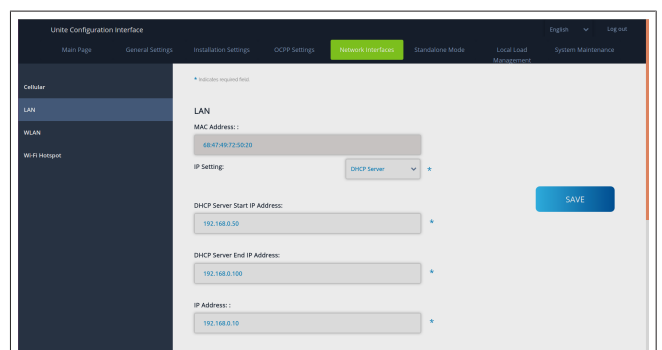 Unite Configuration Interface
English
Log out
Main Page
General Settings
Installation Settings
OCPP Settings
Network Interfaces
Standalone Mode
Local Load
Management
System Maintenance
Cellular
LAN
WLAN
Wi-Fi Hotspot
* Indicates required field.
LAN
MAC Address: :
68:47:49:72:50:20
IP Setting:
DHCP Server
*
SAVE
DHCP Server Start IP Address:
192.168.0.50
*
DHCP Server End IP Address:
192.168.0.100
*
IP Address: :
192.168.0.10
*